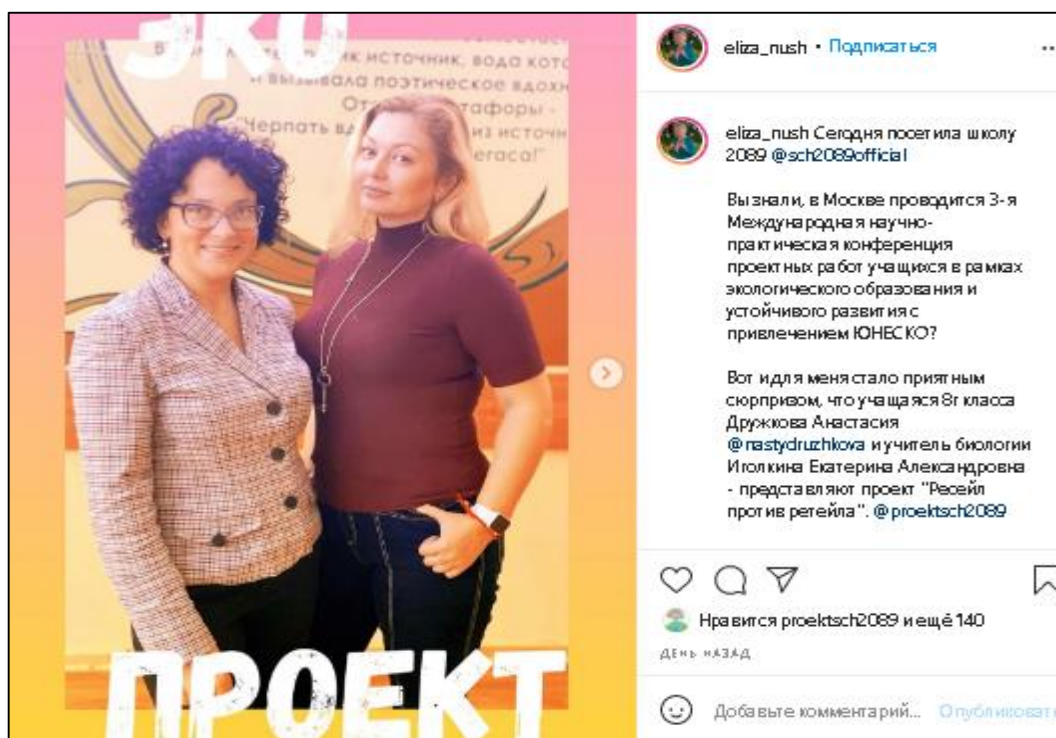 ЭКО
ик источник, вода кото
и вызывала поэтическое вдохн
От
тафоры -
"Черпать
из источн
егаса!"
ПРОЕКТ
eliza_nush • Подписаться
eliza_nush Сегодня посетила школу
2089 @sch2089official
Вы знали, в Москве проводится 3-я
Международная научно-
практическая конференция
проектных работ учащихся в рамках
экологического образования и
устойчивого развития с
привлечением ЮНЕСКО?
Вот и для меня стало приятным
сюрпризом, что учащаяся 8г класса
Дружкова Анастасия
@nastydruzhkova и учитель биологии
Иголкина Екатерина Александровна
- представляют проект "Ресейл
против ретейла". @proektsch2089
Нравится proektsch2089 и ещё 140
ДЕНЬ НАЗАД
Добавьте комментарий... Опубликовать